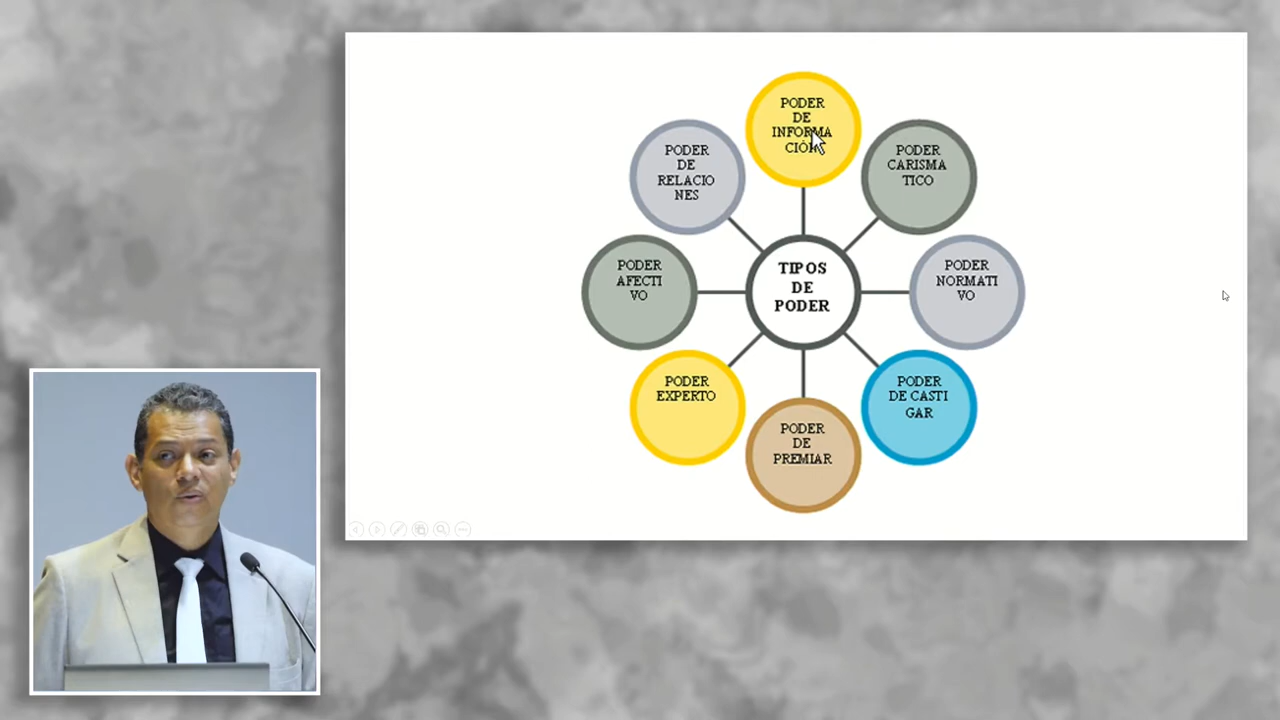 PODER
DE
INFORMA
CIÓN
PODER
CARISMA
TICO
PODER
NORMATI
VO
PODER
DE CASTI
GAR
PODER
DE
PREMIAR
PODER
EXPERTO
PODER
AFECTI
VO
PODER
DE
RELACIO
NES
TIPOS
DE
PODER